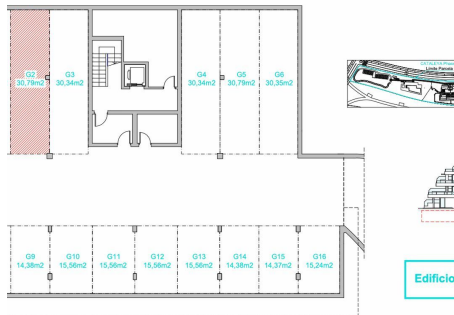 G2
30,79m2
G3
30,34m2
G4
30,34m2
G5
30,79m2
G6
30,35m2
G9
14,38m2
G10
15,56m2
G11
15,56m2
G12
15,56m2
G13
15,56m2
G14
14,38m2
G15
14,37m2
G16
15,24m2
CATALEYA
Linde Parcela
Edificio